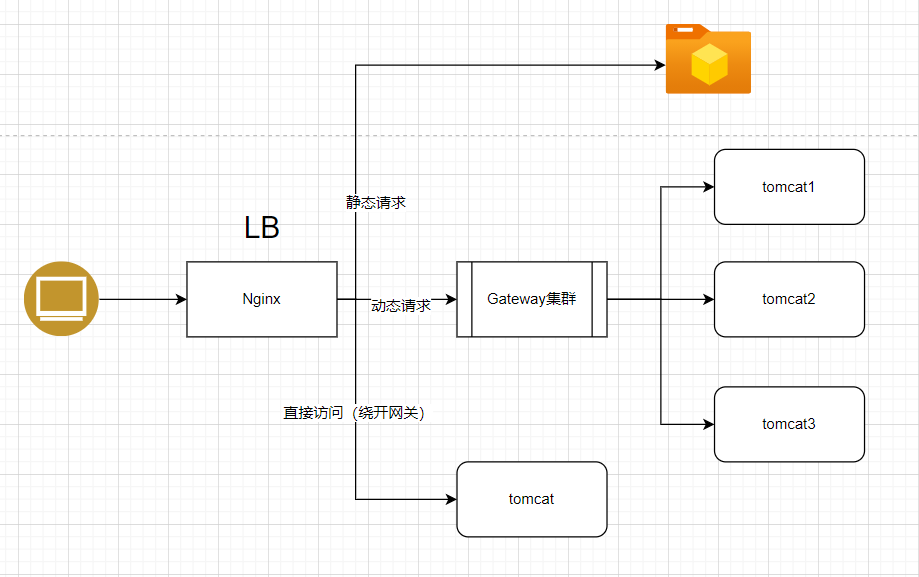 tomcat1
静态请求
LB
Nginx
动态请求
Gateway集群
tomcat2
直接访问（绕开网关）
tomcat3
tomcat